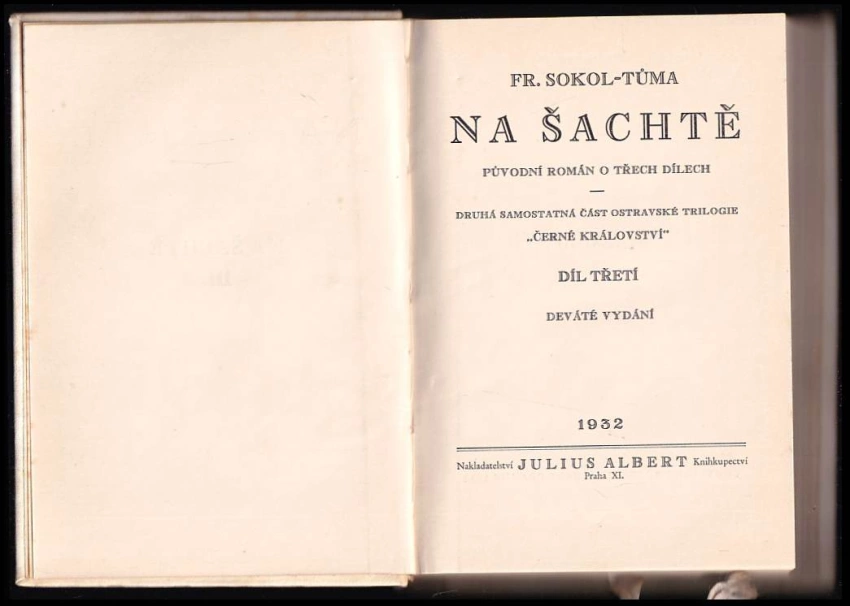 FR. SOKOL-TŮMA
NA ŠACHTĚ
PŮVODNÍ ROMÁN O TŘECH DÍLECH
DRUHÁ SAMOSTATNÁ ČÁST OSTRAVSKÉ TRILOGIE
„ČERNÉ KRÁLOVSTVÍ“
DÍL TŘETÍ
DEVÁTÉ VYDÁNÍ
1932
Nakladatelství JULIUS ALBERT Knihkupectví
Praha XI.